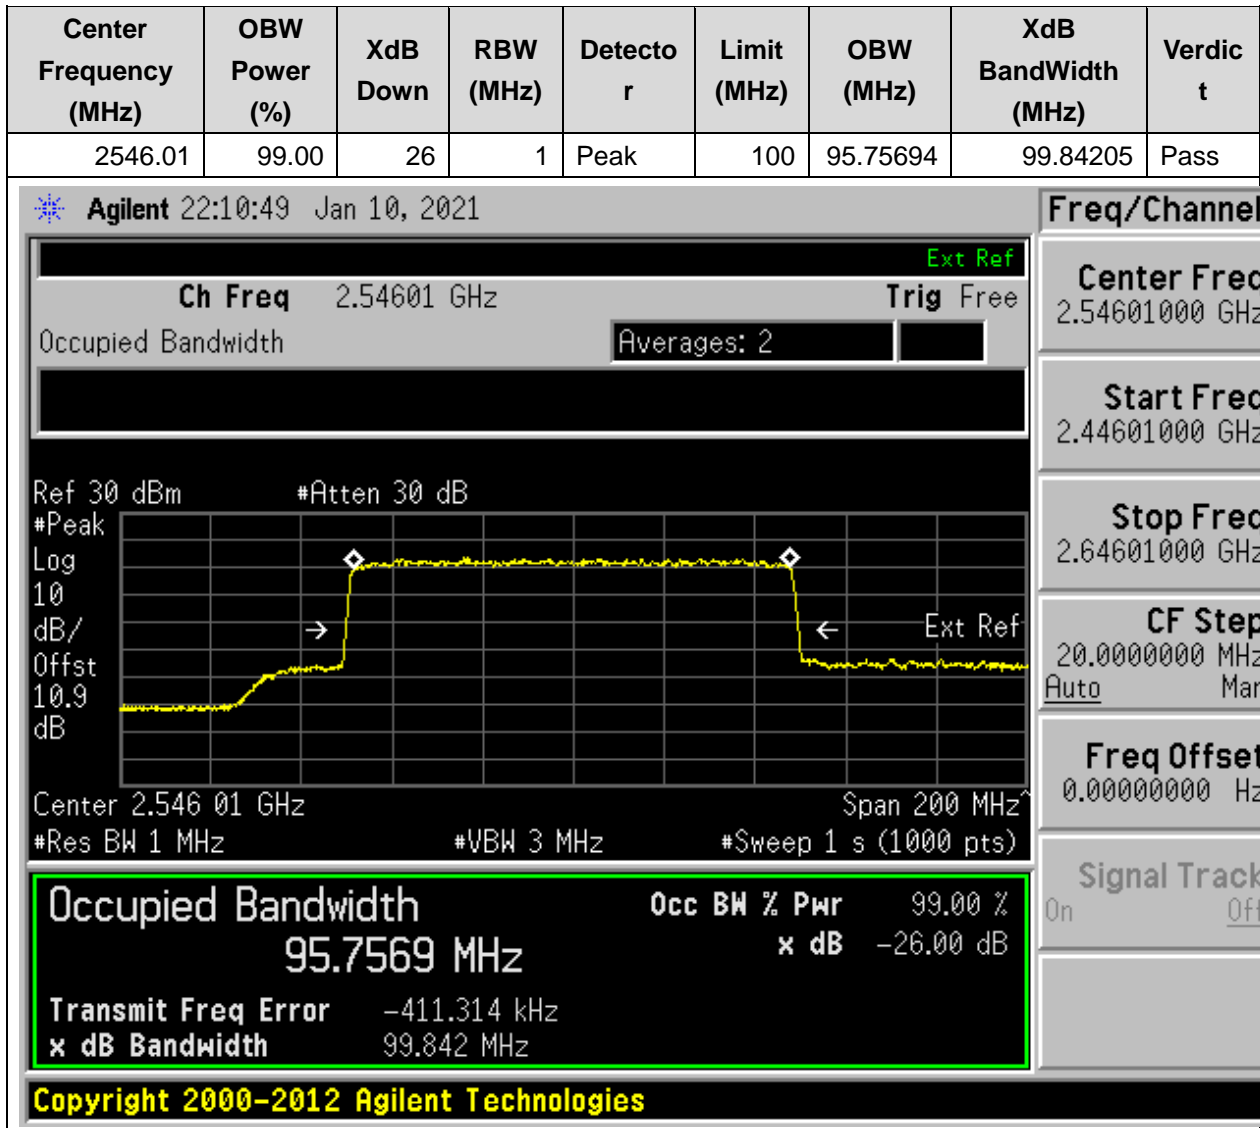 Center Frequency (MHz) OBW Power (%) XdB Down RBW (MHz) Detecto r Limit (MHz) OBW (MHz) XdB BandWidth (MHz) Verdic t
2546.01 99.00 26 1 Peak 100 95.75694 99.84205 Pass
Agilent 22:10:49 Jan 10, 2021
Ext Ref
Ch Freq 2.54601 GHz Trig Free
Occupied Bandwidth Averages: 2
Ref 30 dBm #Atten 30 dB
#Peak
Log
10
dB/
Offst
10.9
dB
Ext Ref
Center 2.546 01 GHz Span 200 MHz^
#Res BW 1 MHz #VBW 3 MHz #Sweep 1 s (1000 pts)
Occupied Bandwidth Occ BW % Pwr 99.00 %
95.7569 MHz x dB -26.00 dB
Transmit Freq Error -411.314 kHz
x dB Bandwidth 99.842 MHz
Copyright 2000-2012 Agilent Technologies
Freq/Channel
Center Freq
2.54601000 GHz
Start Freq
2.44601000 GHz
Stop Freq
2.64601000 GHz
CF Step
20.0000000 MHz
Auto Man
Freq Offset
0.00000000 Hz
Signal Track
On Off